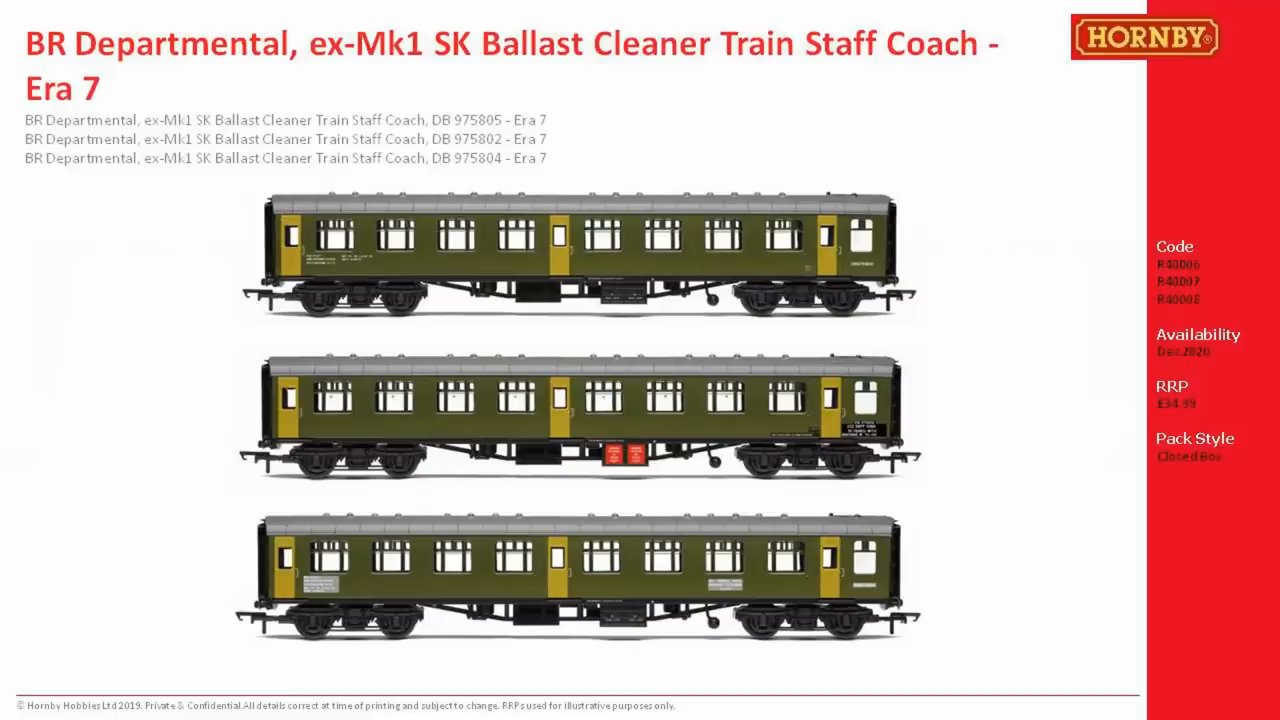 BR Departmental, ex-Mk1 SK Ballast Cleaner Train Staff Coach -
Era 7
BR Departmental, ex-Mk1 SK Ballast Cleaner Train Staff Coach, DB 975805 - Era 7
BR Departmental, ex-Mk1 SK Ballast Cleaner Train Staff Coach, DB 975802 - Era 7
BR Departmental, ex-Mk1 SK Ballast Cleaner Train Staff Coach, DB 975804 - Era 7
HORNBY®
Code
R40006
R40007
R40008
Availability
Dec 2020
RRP
£34.99
Pack Style
Closed Box
© Hornby Hobbies Ltd 2019. Private & Confidential.All details correct at time of printing and subject to change. RRPs used for illustrative purposes only.